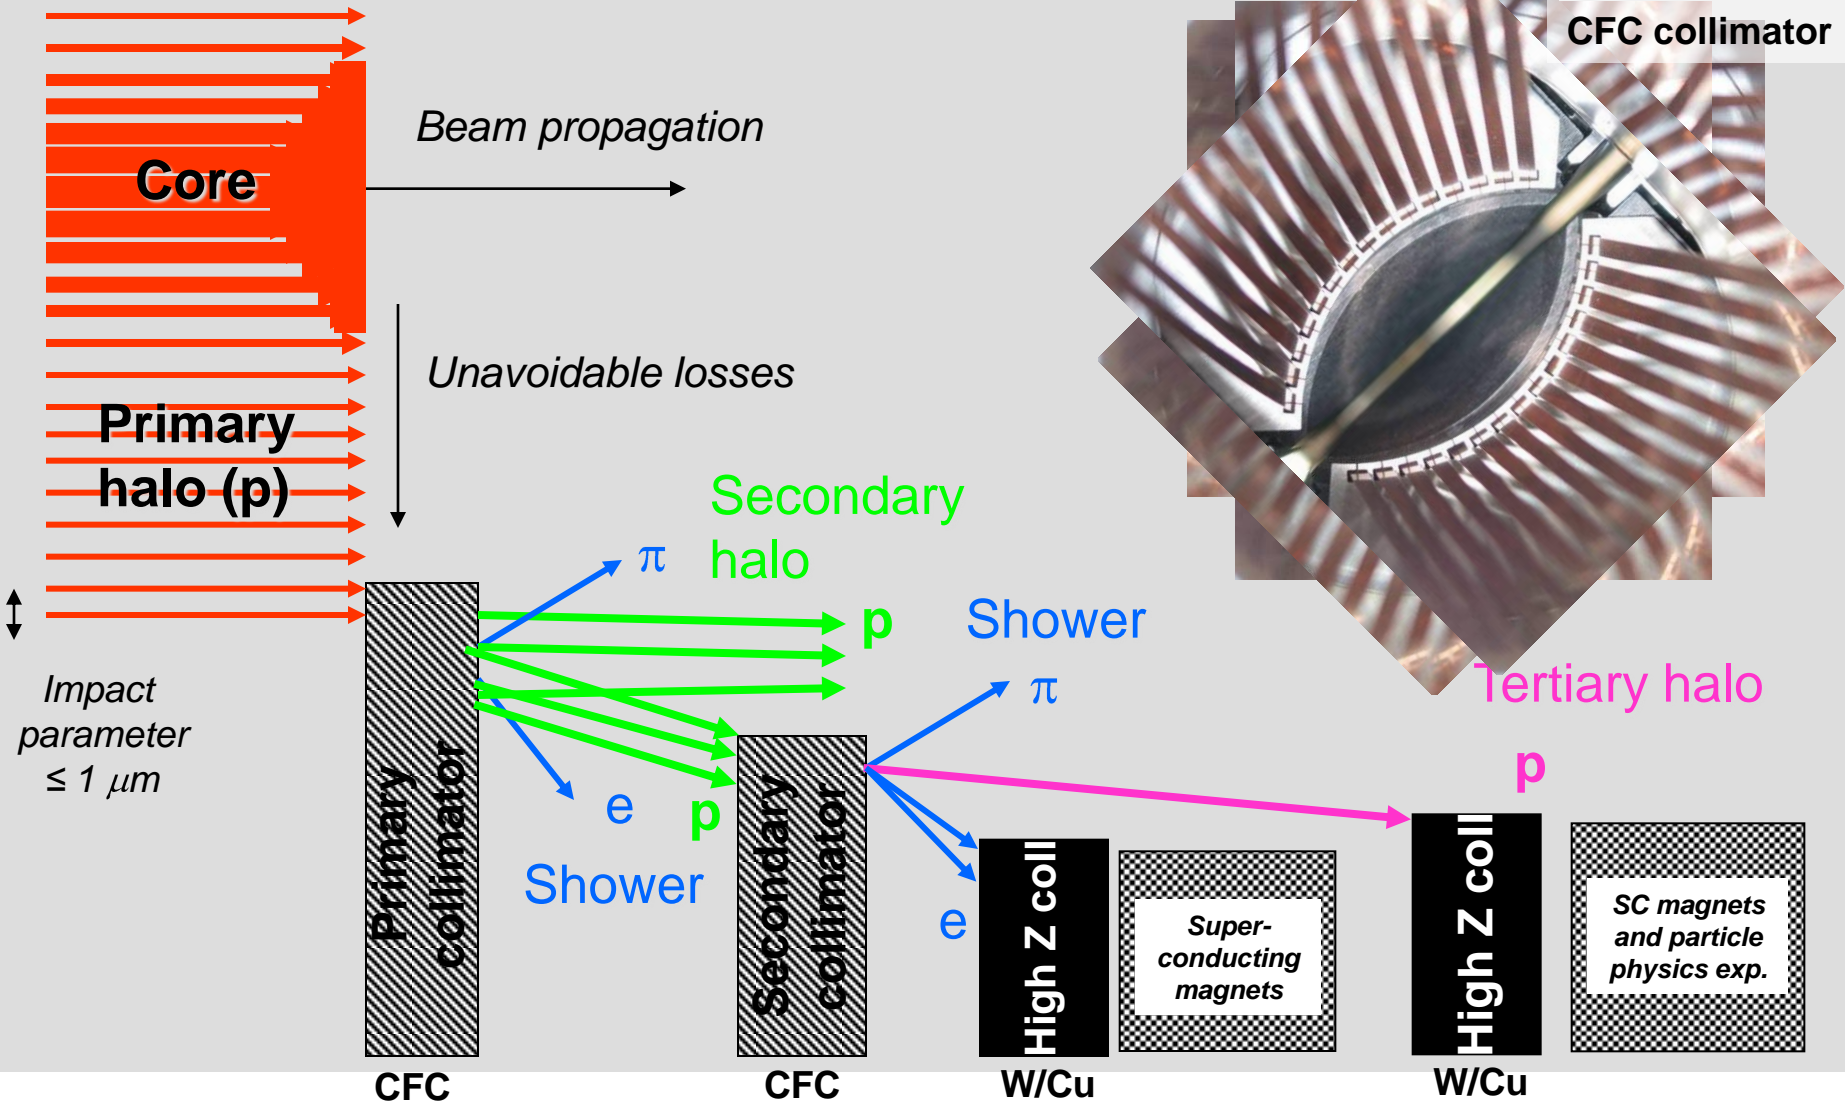 CFC collimator
Beam propagation
Core
Unavoidable losses
Primary
halo (p)
Secondary
halo
π
p
Shower
π
Tertiary halo
p
Impact
parameter
≤ 1 μm
e
p
Shower
e
Primary
collimator
Secondary
collimator
High Z coll
Super-
conducting
magnets
High Z coll
SC magnets
and particle
physics exp.
CFC
CFC
W/Cu
W/Cu